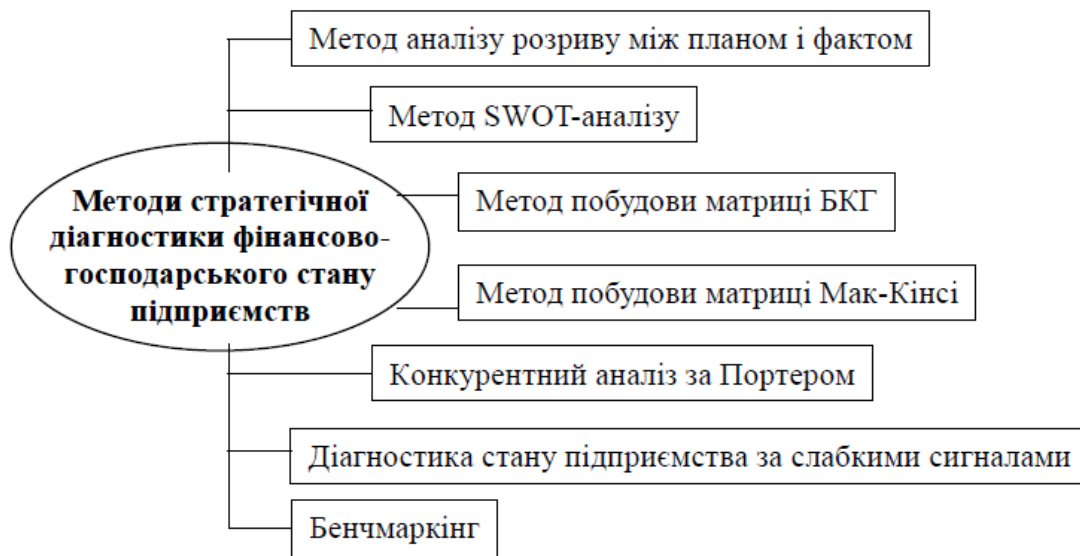 Метод аналізу розриву між планом і фактом
Метод SWOT-аналізу
Методи стратегічної
діагностики фінансово-
господарського стану
підприємств
Метод побудови матриці БКГ
Метод побудови матриці Мак-Кінсі
Конкурентний аналіз за Портером
Діагностика стану підприємства за слабкими сигналами
Бенчмаркінг